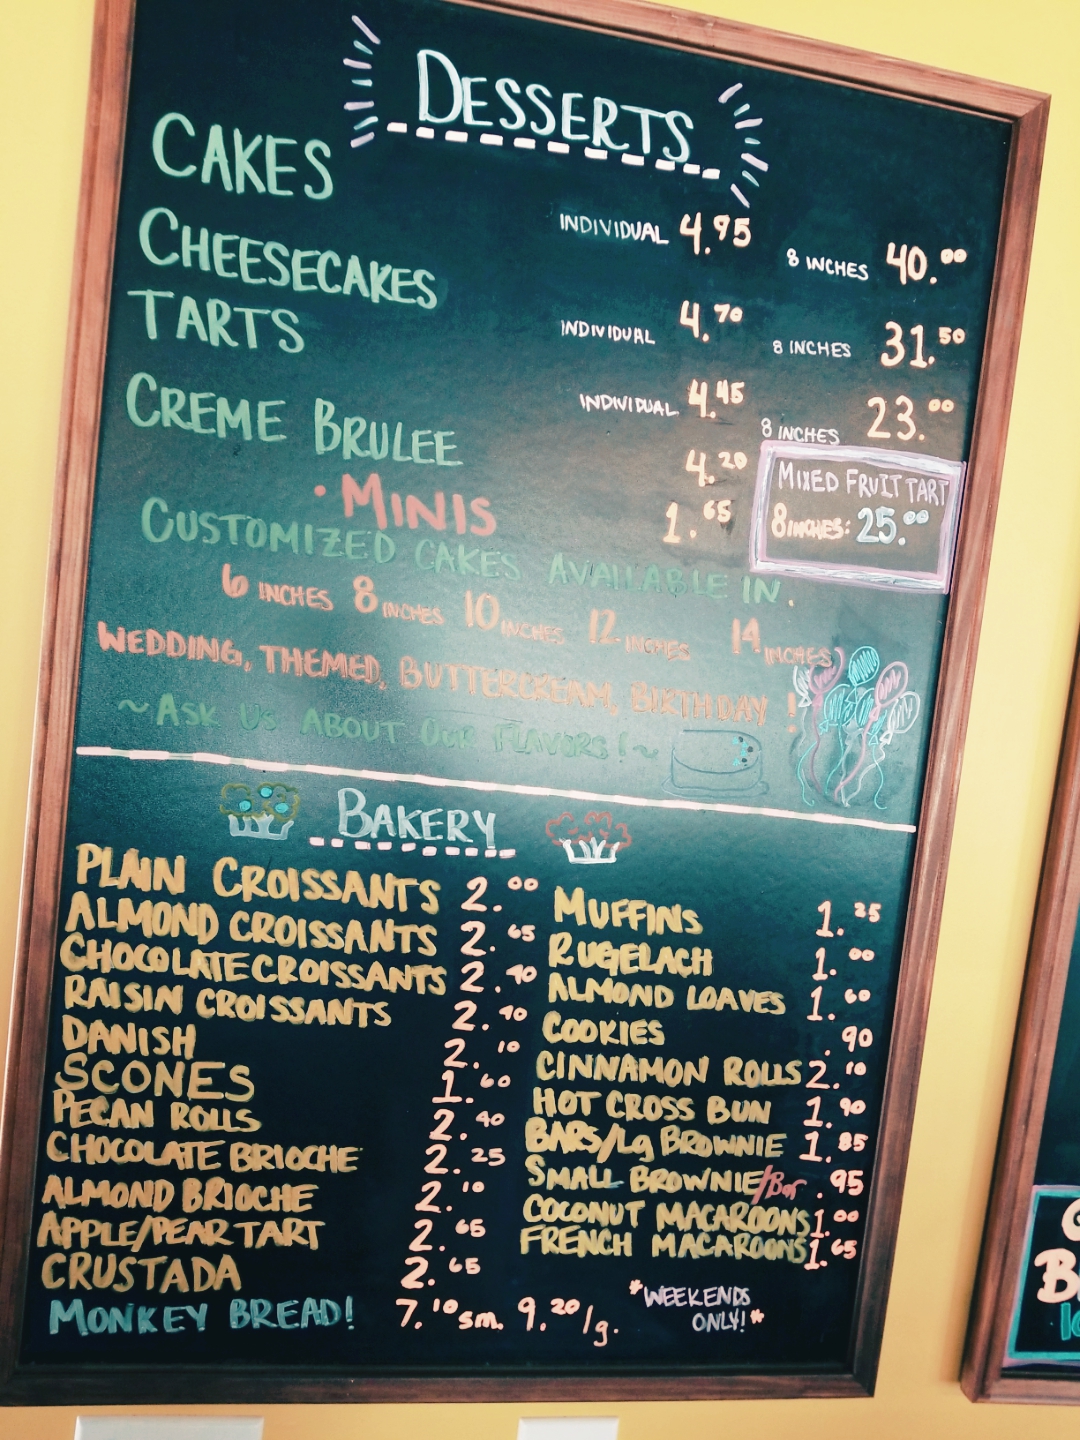 DESSERTS
CAKES INDIVIDUAL 4.95 8 INCHES 40.00
CHEESECAKES INDIVIDUAL 4.70 8 INCHES 31.50
TARTS INDIVIDUAL 4.45 8 INCHES 23.00
CREME BRULEE 4.20
• MINIS 1.65
MIXED FRUIT TART
8 INCHES: 25.00
CUSTOMIZED CAKES AVAILABLE IN.
6 INCHES 8 INCHES 10 INCHES 12 INCHES 14 INCHES
WEDDING, THEMED, BUTTERCREAM, BIRTHDAY !
~ASK US ABOUT OUR FLAVORS!~
BAKERY
PLAIN CROISSANTS 2.00
ALMOND CROISSANTS 2.65
CHOCOLATE CROISSANTS 2.40
RAISIN CROISSANTS 2.40
DANISH 2.10
SCONES 1.60
PECAN ROLLS 2.40
CHOCOLATE BRIOCHE 2.25
ALMOND BRIOCHE 2.10
APPLE/PEAR TART 2.65
CRUSTADA 2.65
MONKEY BREAD! 7.10 sm. 9.20/g.
MUFFINS 1.25
RUGELACH 1.00
ALMOND LOAVES 1.60
COOKIES .90
CINNAMON ROLLS 2.10
HOT CROSS BUN 1.90
BARS/Lg BROWNIE 1.85
SMALL BROWNIE/Bar .95
COCONUT MACAROONS 1.00
FRENCH MACAROONS 1.65
*WEEKENDS
ONLY!*